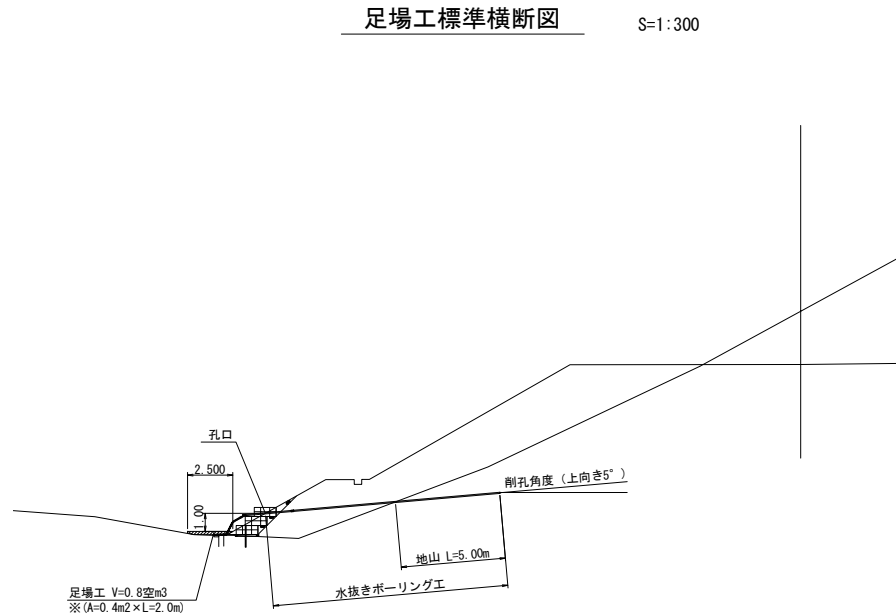 足場工標準横断図
S=1:300
孔口
2.500
1.00
削孔角度（上向き5°）
地山 L=5.00m
水抜きボーリング工
足場工 V=0.8空m3
※(A=0.4m2×L=2.0m)